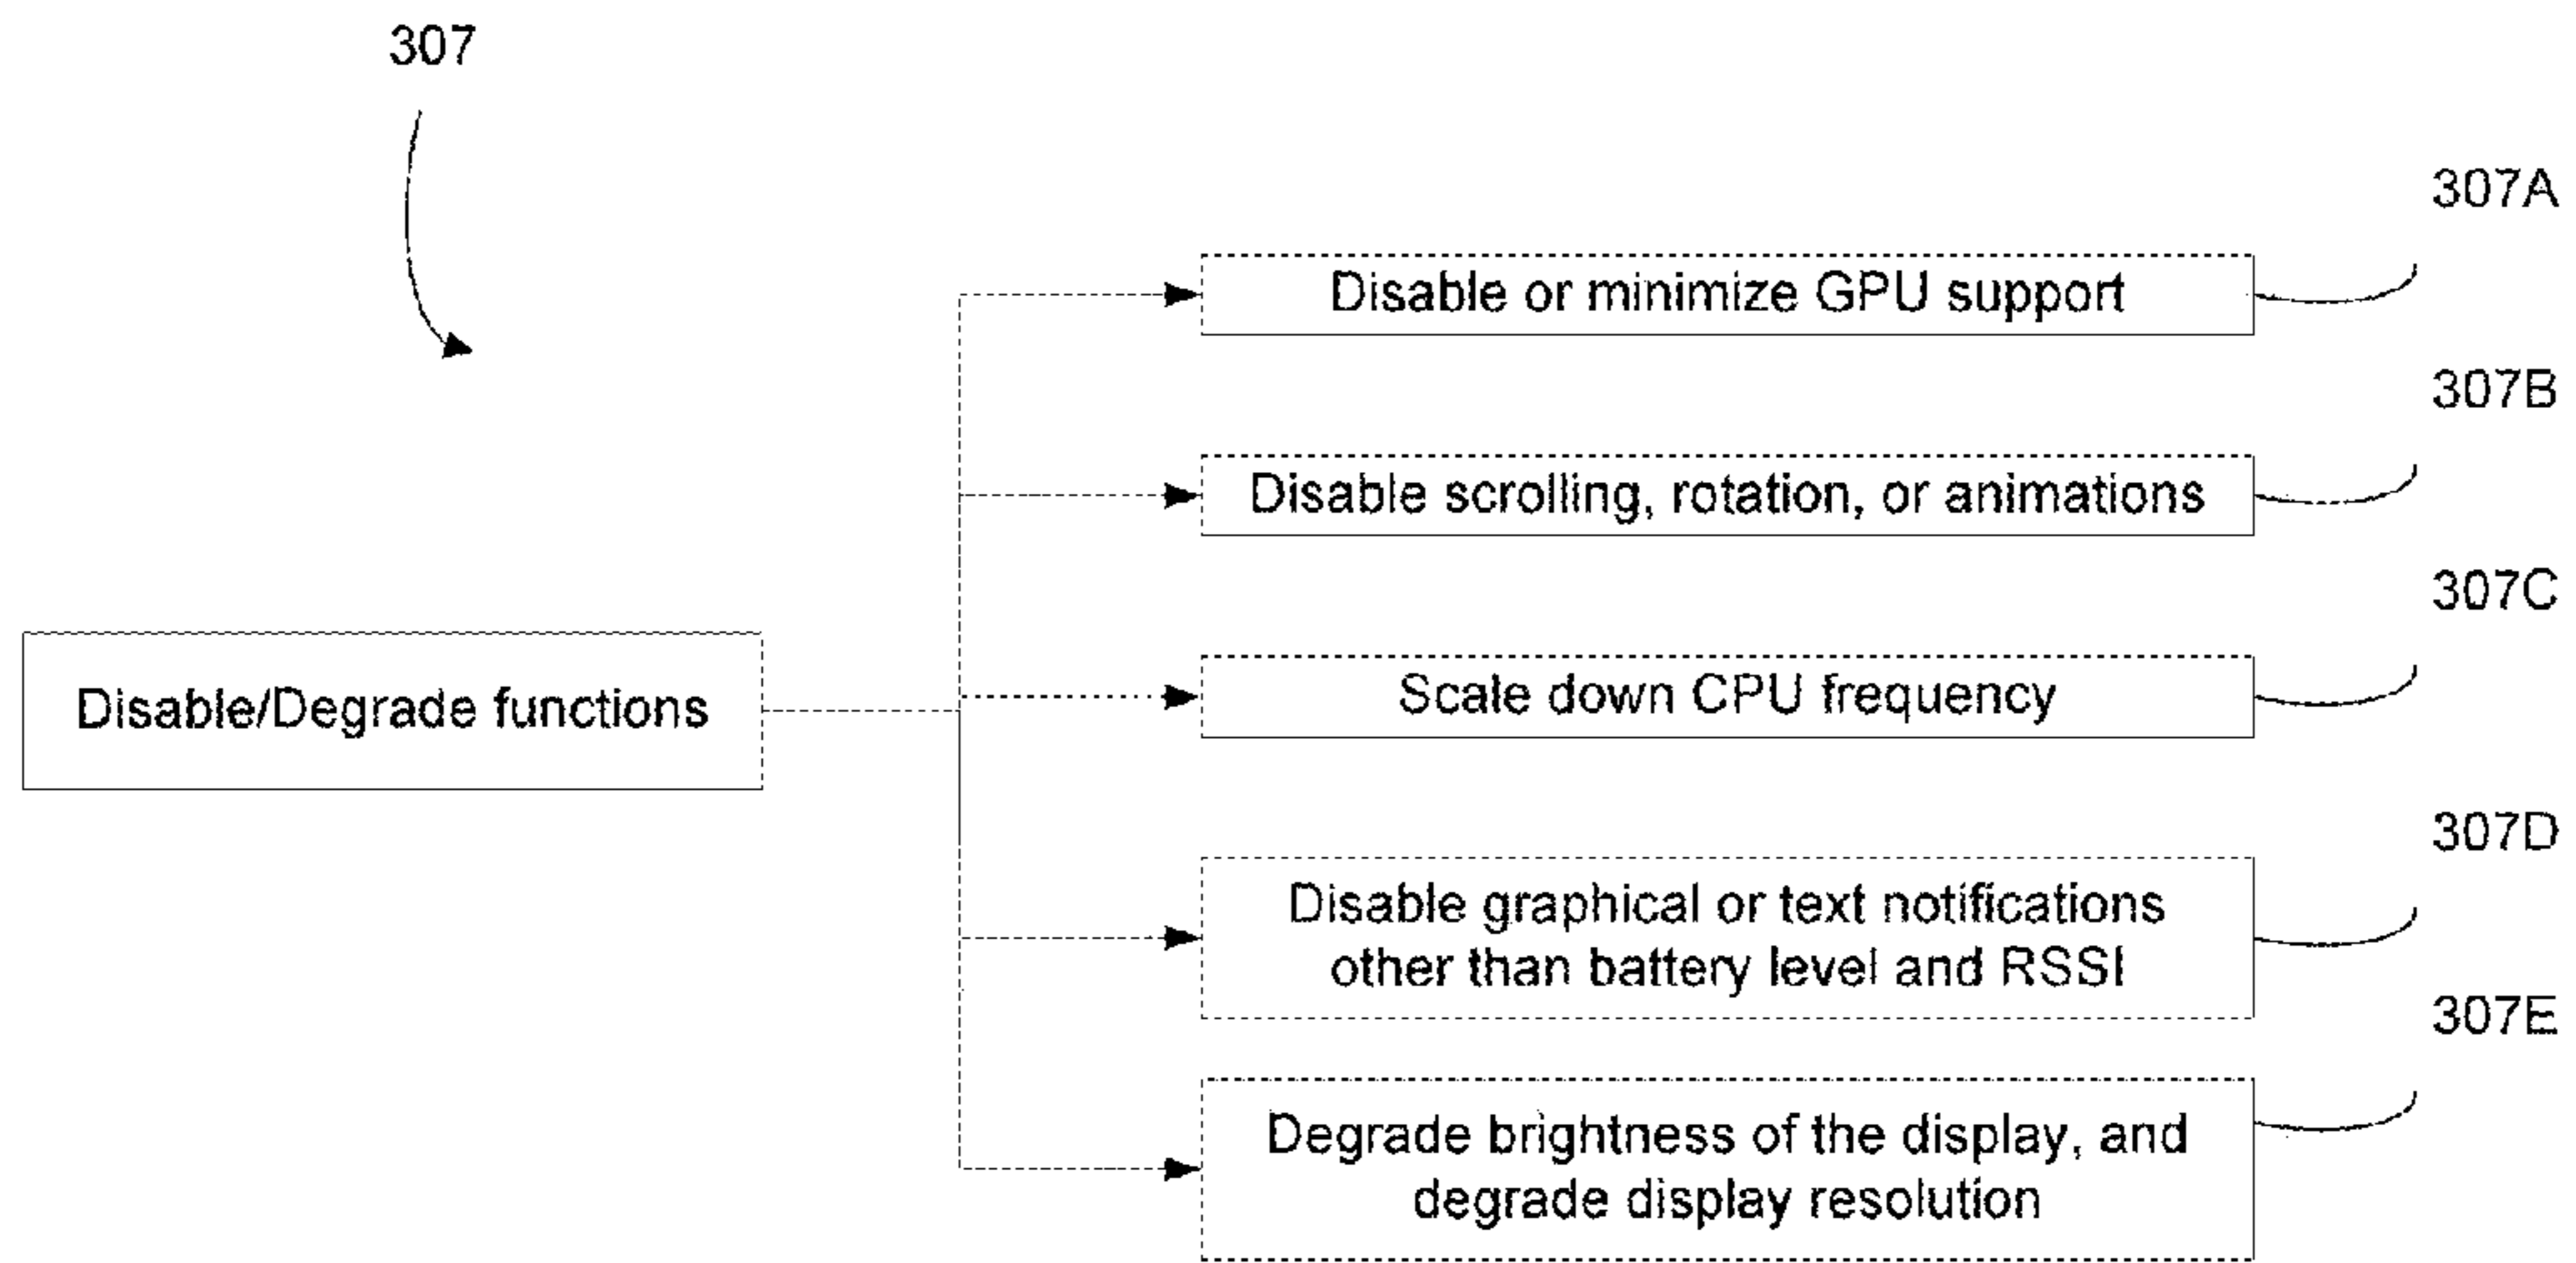 307
307A
Disable or minimize GPU support
307B
Disable scrolling, rotation, or animations
307C
Scale down CPU frequency
Disable/Degrade functions
307D
Disable graphical or text notifications
other than battery level and RSSI
307E
Degrade brightness of the display, and
degrade display resolution